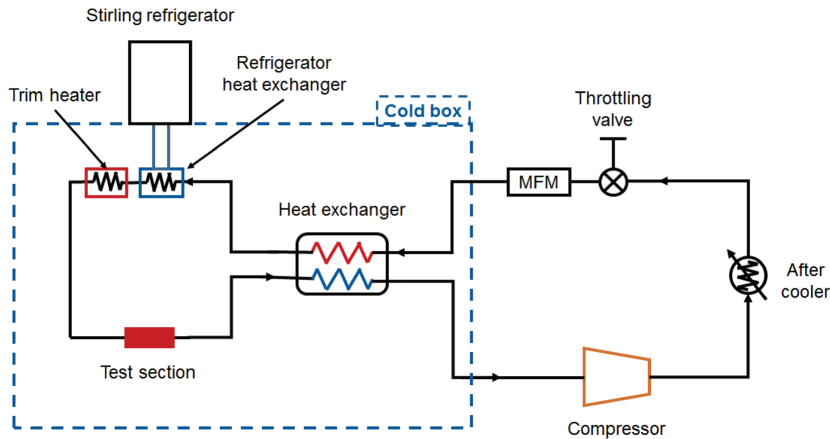 Stirling refrigerator
Refrigerator
heat exchanger
Trim heater
Cold box
Throttling
valve
MFM
Heat exchanger
After
cooler
Test section
Compressor